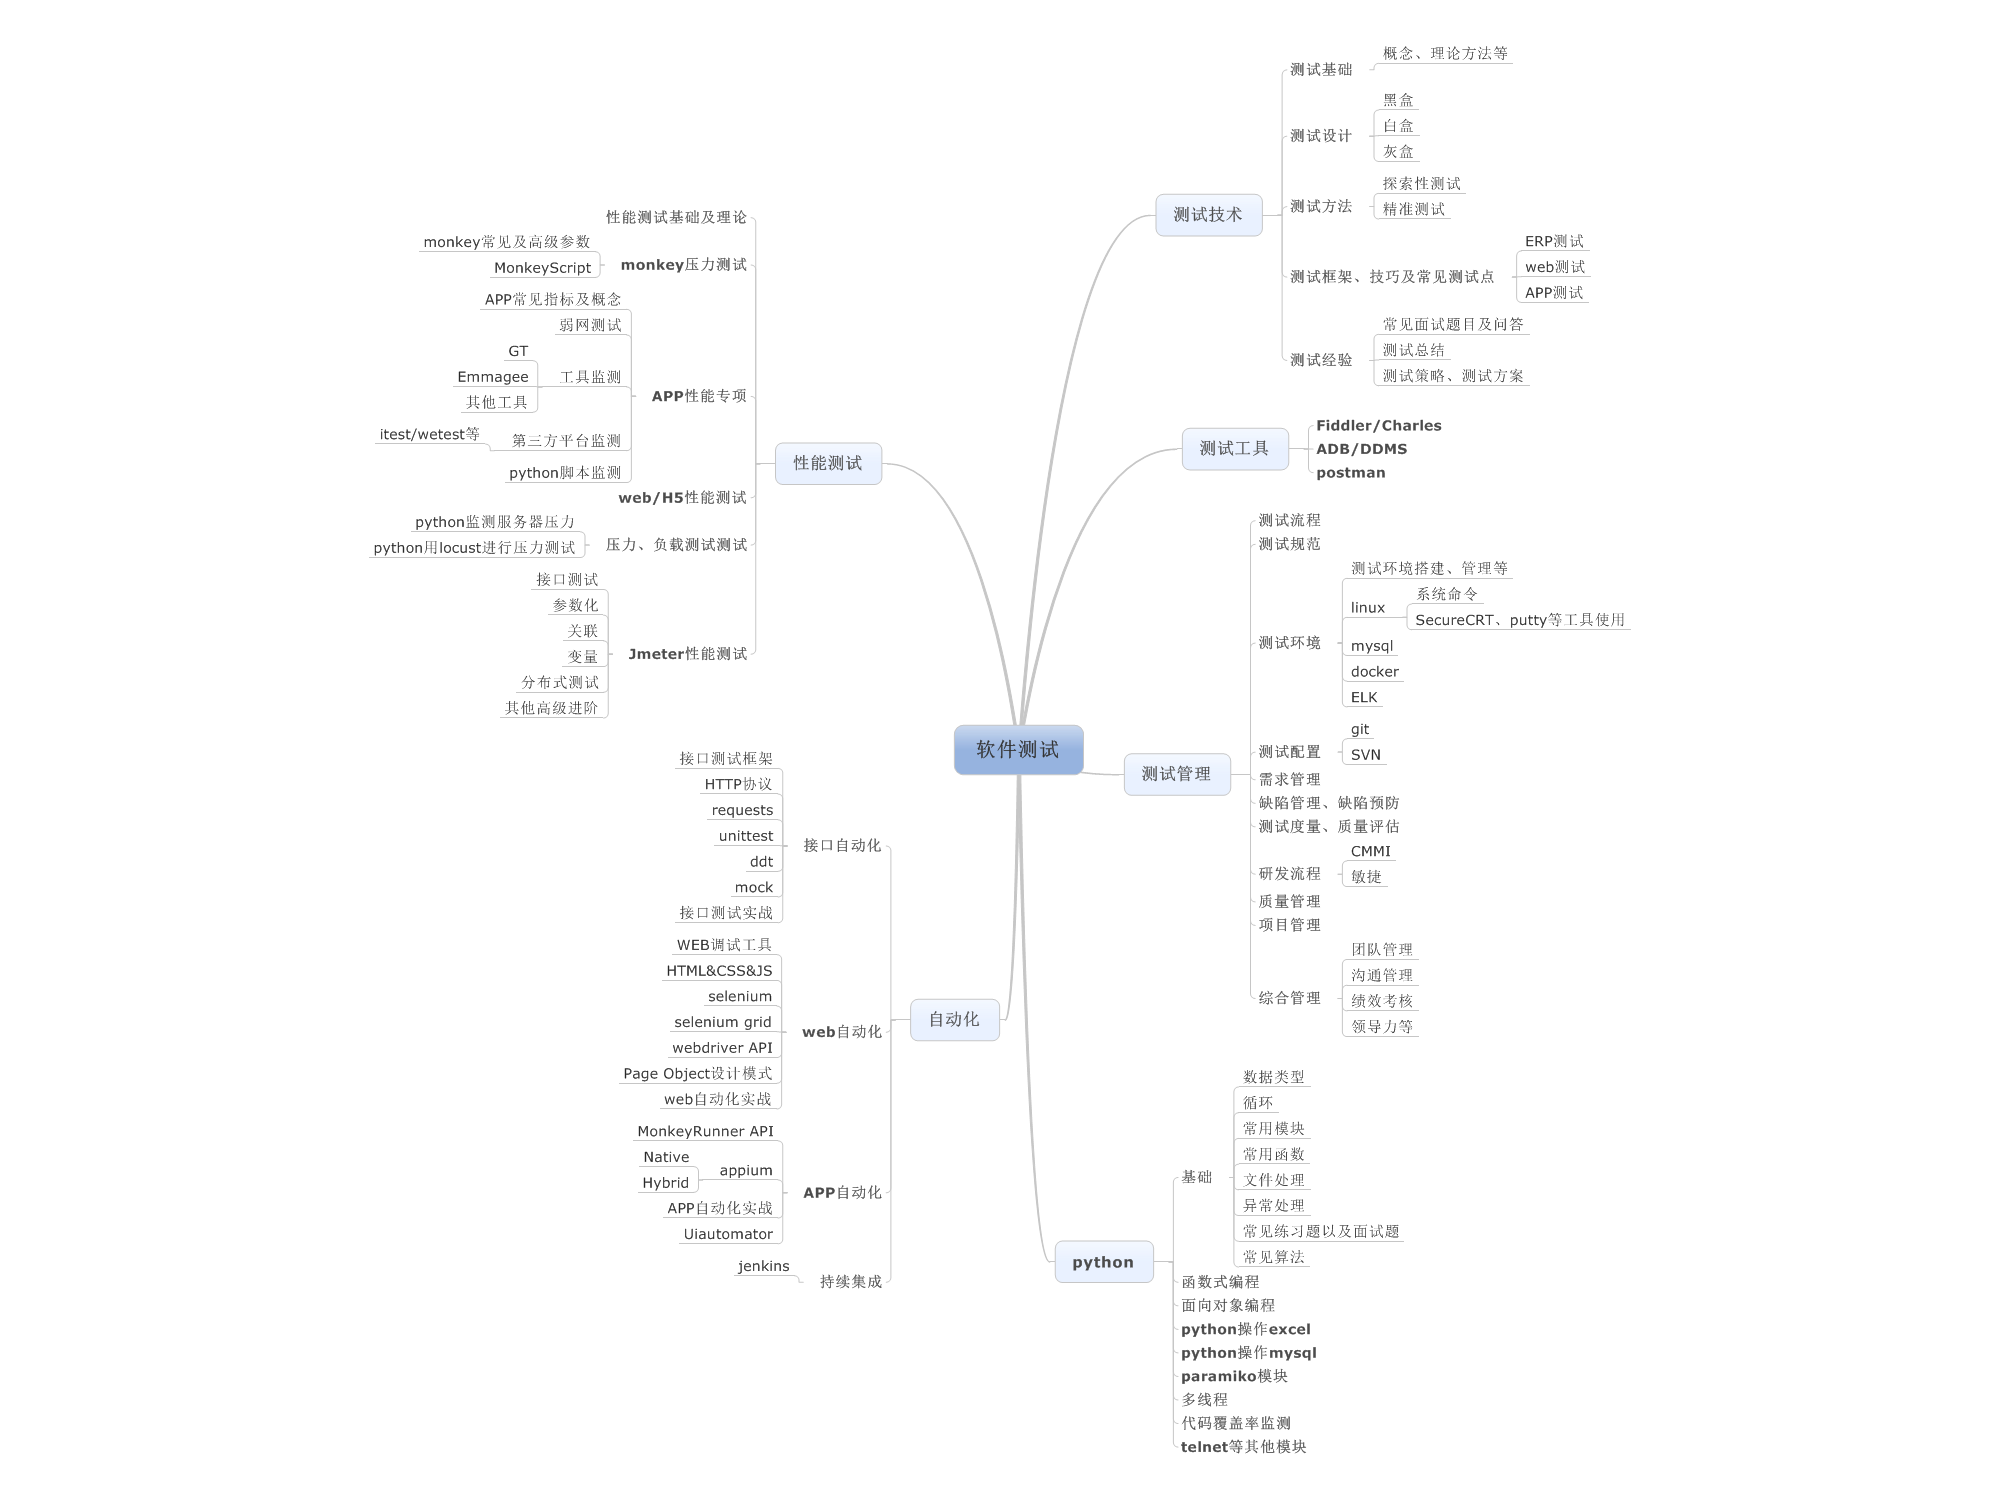 软件测试
测试技术
测试基础
概念、理论方法等
测试设计
黑盒
白盒
灰盒
测试方法
探索性测试
精准测试
测试框架、技巧及常见测试点
ERP测试
web测试
APP测试
测试经验
常见面试题目及问答
测试总结
测试策略、测试方案
测试工具
Fiddler/Charles
ADB/DDMS
postman
测试管理
测试流程
测试规范
测试环境
测试环境搭建、管理等
linux
系统命令
SecureCRT、putty等工具使用
mysql
docker
ELK
测试配置
git
SVN
需求管理
缺陷管理、缺陷预防
测试度量、质量评估
研发流程
CMMI
敏捷
质量管理
项目管理
综合管理
团队管理
沟通管理
绩效考核
领导力等
python
基础
数据类型
循环
常用模块
常用函数
文件处理
异常处理
常见练习题以及面试题
常见算法
函数式编程
面向对象编程
python操作excel
python操作mysql
paramiko模块
多线程
代码覆盖率监测
telnet等其他模块
性能测试
性能测试基础及理论
monkey压力测试
monkey常见及高级参数
MonkeyScript
APP性能专项
APP常见指标及概念
弱网测试
工具监测
GT
Emmagee
其他工具
第三方平台监测
itest/wetest等
python脚本监测
web/H5性能测试
压力、负载测试测试
python监测服务器压力
python用locust进行压力测试
Jmeter性能测试
接口测试
参数化
关联
变量
分布式测试
其他高级进阶
自动化
接口自动化
接口测试框架
HTTP协议
requests
unittest
ddt
mock
接口测试实战
web自动化
WEB调试工具
HTML&CSS&JS
selenium
selenium grid
webdriver API
Page Object设计模式
web自动化实战
APP自动化
MonkeyRunner API
appium
Native
Hybrid
APP自动化实战
Uiautomator
持续集成
jenkins